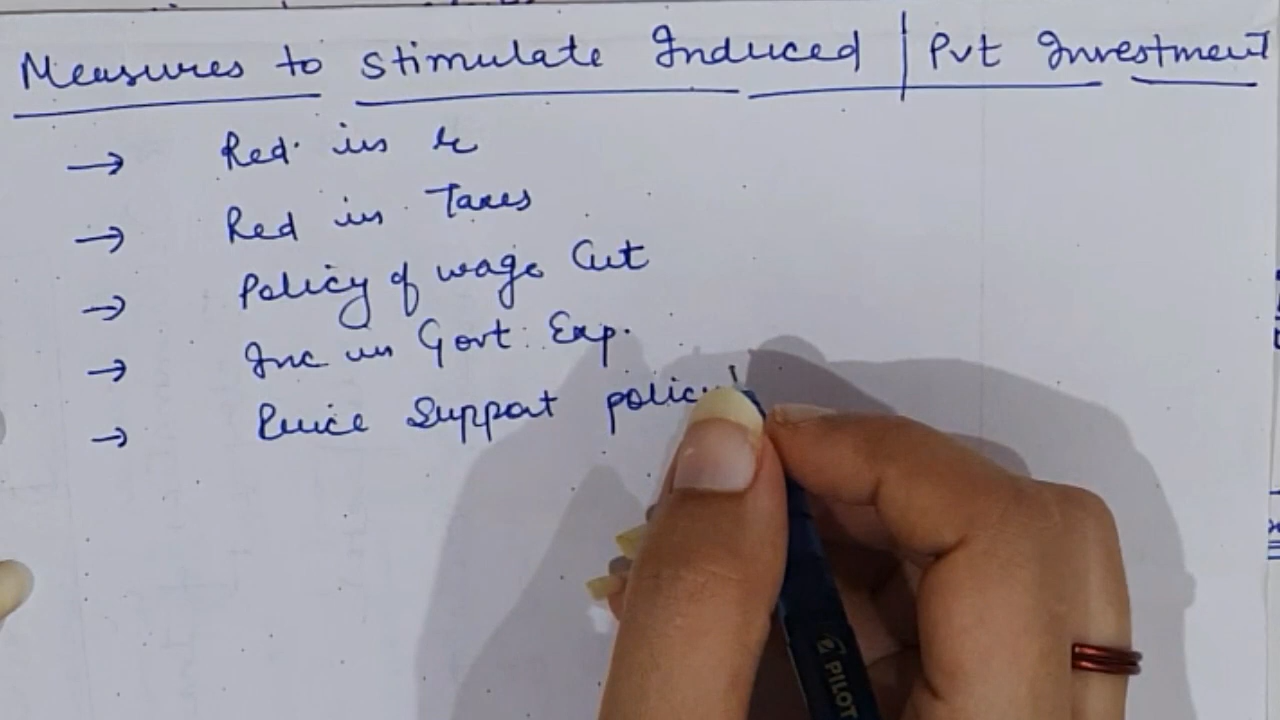 Measures to stimulate Induced | Pvt Investment
→ Red. in r
→ Red in Taxes
→ Policy of wage Cut
→ Inc in Govt. Exp.
→ Price Support policy
PILOT